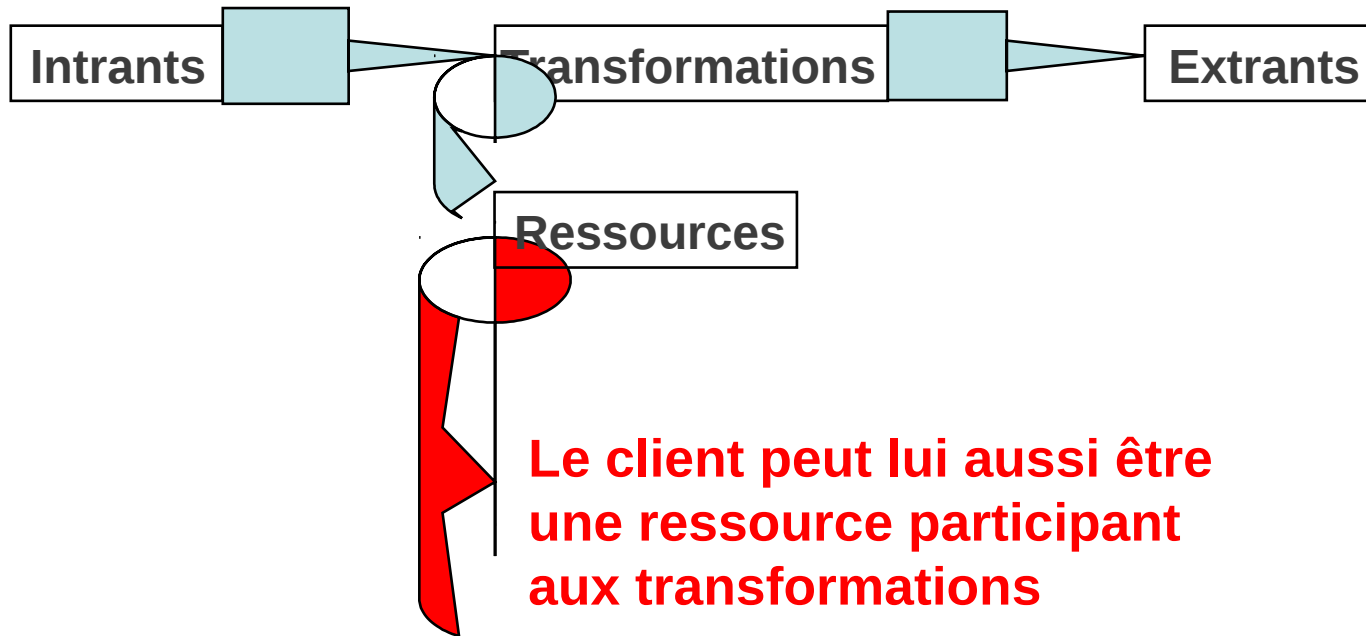 Intrants
Transformations
Extrants
Ressources
Le client peut lui aussi être
une ressource participant
aux transformations